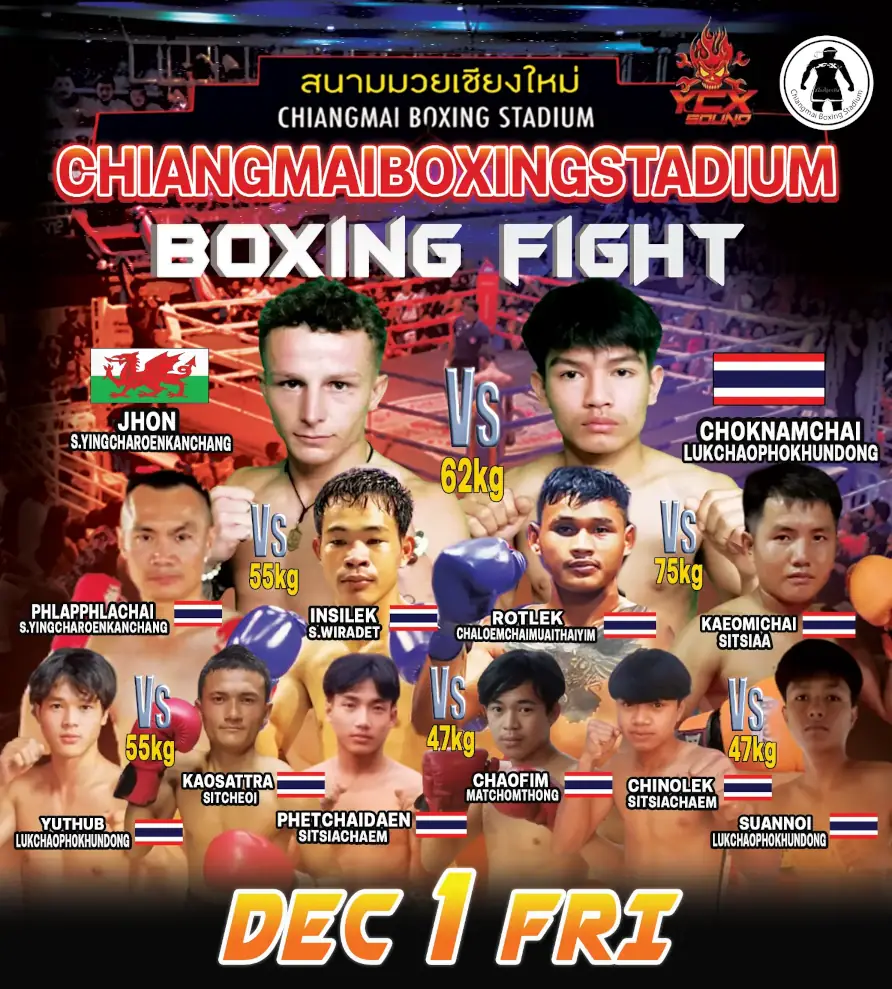 สนามมวยเชียงใหม่
CHIANGMAI BOXING STADIUM
YCX
SOUND
Chiangmai Boxing Stadium
CHIANGMAIBOXINGSTADIUM
BOXING FIGHT
JHON
S.YINGCHAROENKANCHANG
Vs
62kg
CHOKNAMCHAI
LUKCHAOPHOKHUNDONG
PHLAPPHLACHAI
S.YINGCHAROENKANCHANG
Vs
55kg
INSILEK
S.WIRADET
ROTLEK
CHALOEMCHAIMUAITHAIYIM
Vs
75kg
KAEOMICHAI
SITSIAA
YUTHUB
LUKCHAOPHOKHUNDONG
Vs
55kg
KAOSATTRA
SITCHEOI
PHETCHAIDAEN
SITSIACHAEM
Vs
47kg
CHAOFIM
MATCHOMTHONG
CHINOLEK
SITSIACHAEM
Vs
47kg
SUANNOI
LUKCHAOPHOKHUNDONG
DEC 1 FRI